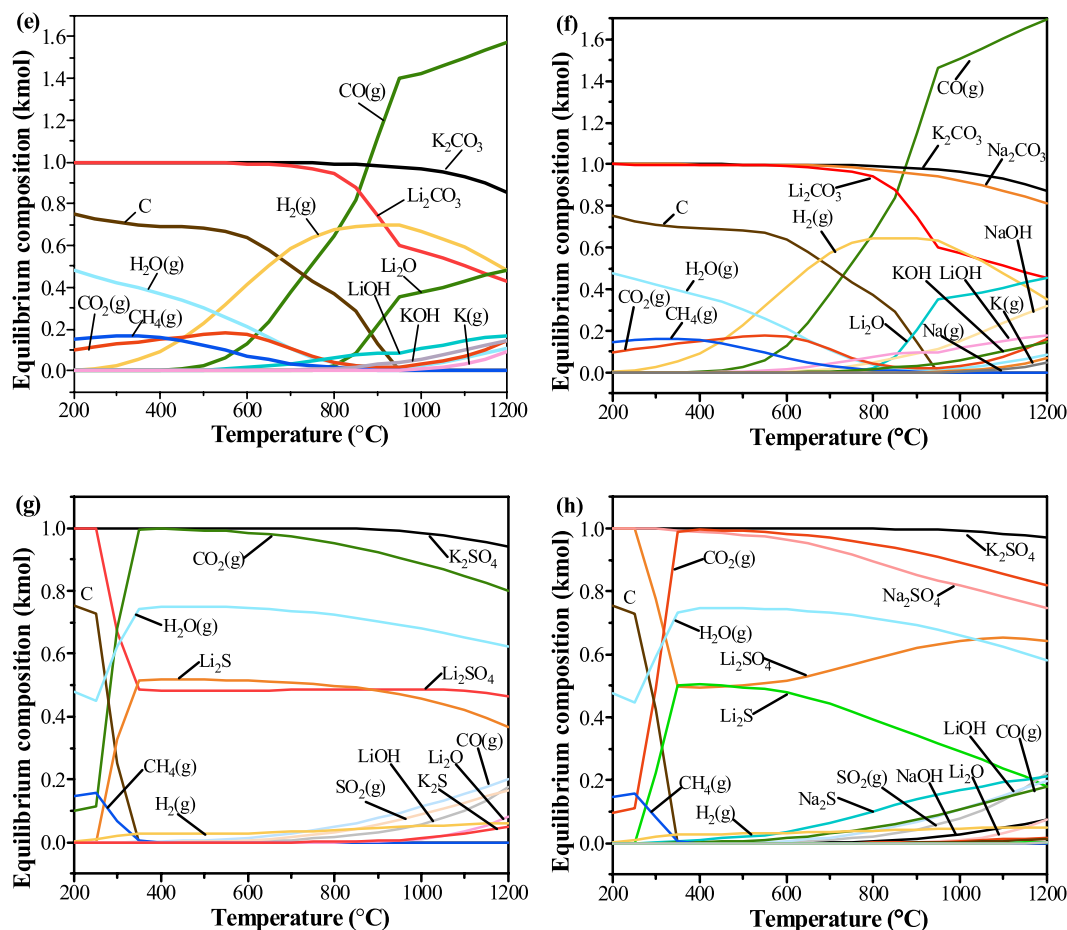 (e)
Equilibrium composition (kmol)
1.6
1.4
1.2
1.0
0.8
0.6
0.4
0.2
0.0
CO(g)
K₂CO₃
Li₂CO₃
H₂(g)
C
H₂O(g)
CO₂(g)
CH₄(g)
Li₂O
LiOH
KOH
K(g)
200 400 600 800 1000 1200
Temperature (°C)
(f)
Equilibrium composition (kmol)
1.6
1.4
1.2
1.0
0.8
0.6
0.4
0.2
0.0
CO(g)
K₂CO₃
Na₂CO₃
Li₂CO₃
C
H₂(g)
NaOH
H₂O(g)
KOH
LiOH
CO₂(g)
CH₄(g)
K(g)
Li₂O
Na(g)
200 400 600 800 1000 1200
Temperature (°C)
(g)
Equilibrium composition (kmol)
1.0
0.8
0.6
0.4
0.2
0.0
CO₂(g)
K₂SO₄
C
H₂O(g)
Li₂S
Li₂SO₄
CH₄(g)
H₂(g)
LiOH
SO₂(g)
CO(g)
Li₂O
K₂S
200 400 600 800 1000 1200
Temperature (°C)
(h)
Equilibrium composition (kmol)
1.0
0.8
0.6
0.4
0.2
0.0
CO₂(g)
K₂SO₄
C
Na₂SO₄
H₂O(g)
Li₂SO₄
Li₂S
LiOH
CO(g)
CH₄(g)
SO₂(g)
NaOH
Li₂O
H₂(g)
Na₂S
200 400 600 800 1000 1200
Temperature (°C)